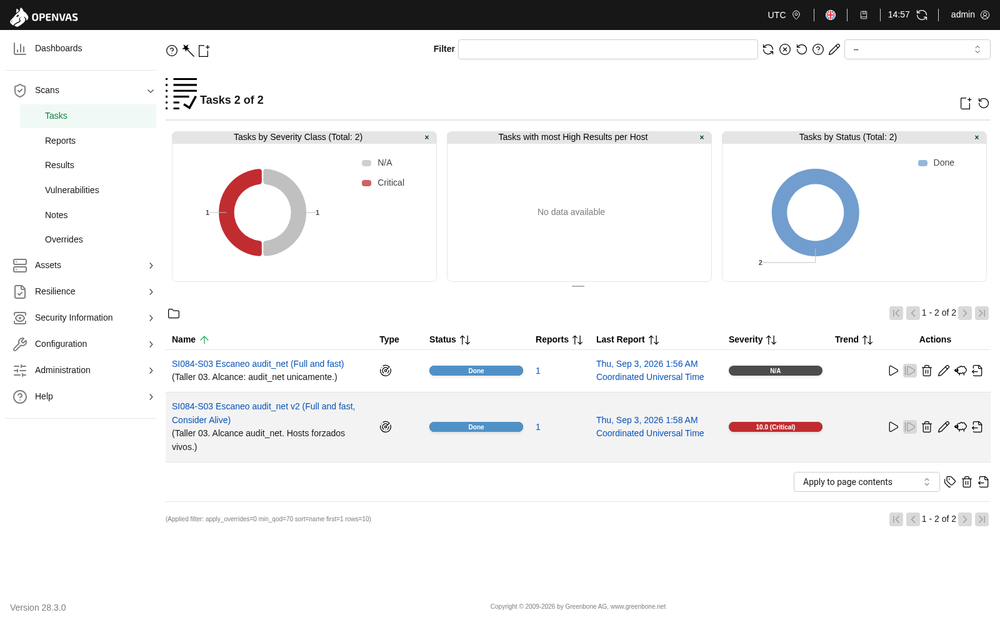 OPENVAS
UTC
14:57
admin
Dashboards
Scans
Tasks
Reports
Results
Vulnerabilities
Notes
Overrides
Assets
Resilience
Security Information
Configuration
Administration
Help
Version 28.3.0
Filter
--
Tasks 2 of 2
Tasks by Severity Class (Total: 2)
×
N/A
Critical
1
1
Tasks with most High Results per Host
×
No data available
Tasks by Status (Total: 2)
×
Done
2
1 - 2 of 2
Name Type Status Reports Last Report Severity Trend Actions
SI084-S03 Escaneo audit_net (Full and fast)
(Taller 03. Alcance: audit_net unicamente.)
Done
1
Thu, Sep 3, 2026 1:56 AM
Coordinated Universal Time
N/A
SI084-S03 Escaneo audit_net v2 (Full and fast,
Consider Alive)
(Taller 03. Alcance audit_net. Hosts forzados
vivos.)
Done
1
Thu, Sep 3, 2026 1:58 AM
Coordinated Universal Time
10.0 (Critical)
Apply to page contents
(Applied filter: apply_overrides=0 min_qod=70 sort=name first=1 rows=10)
1 - 2 of 2
Copyright © 2009-2026 by Greenbone AG, www.greenbone.net